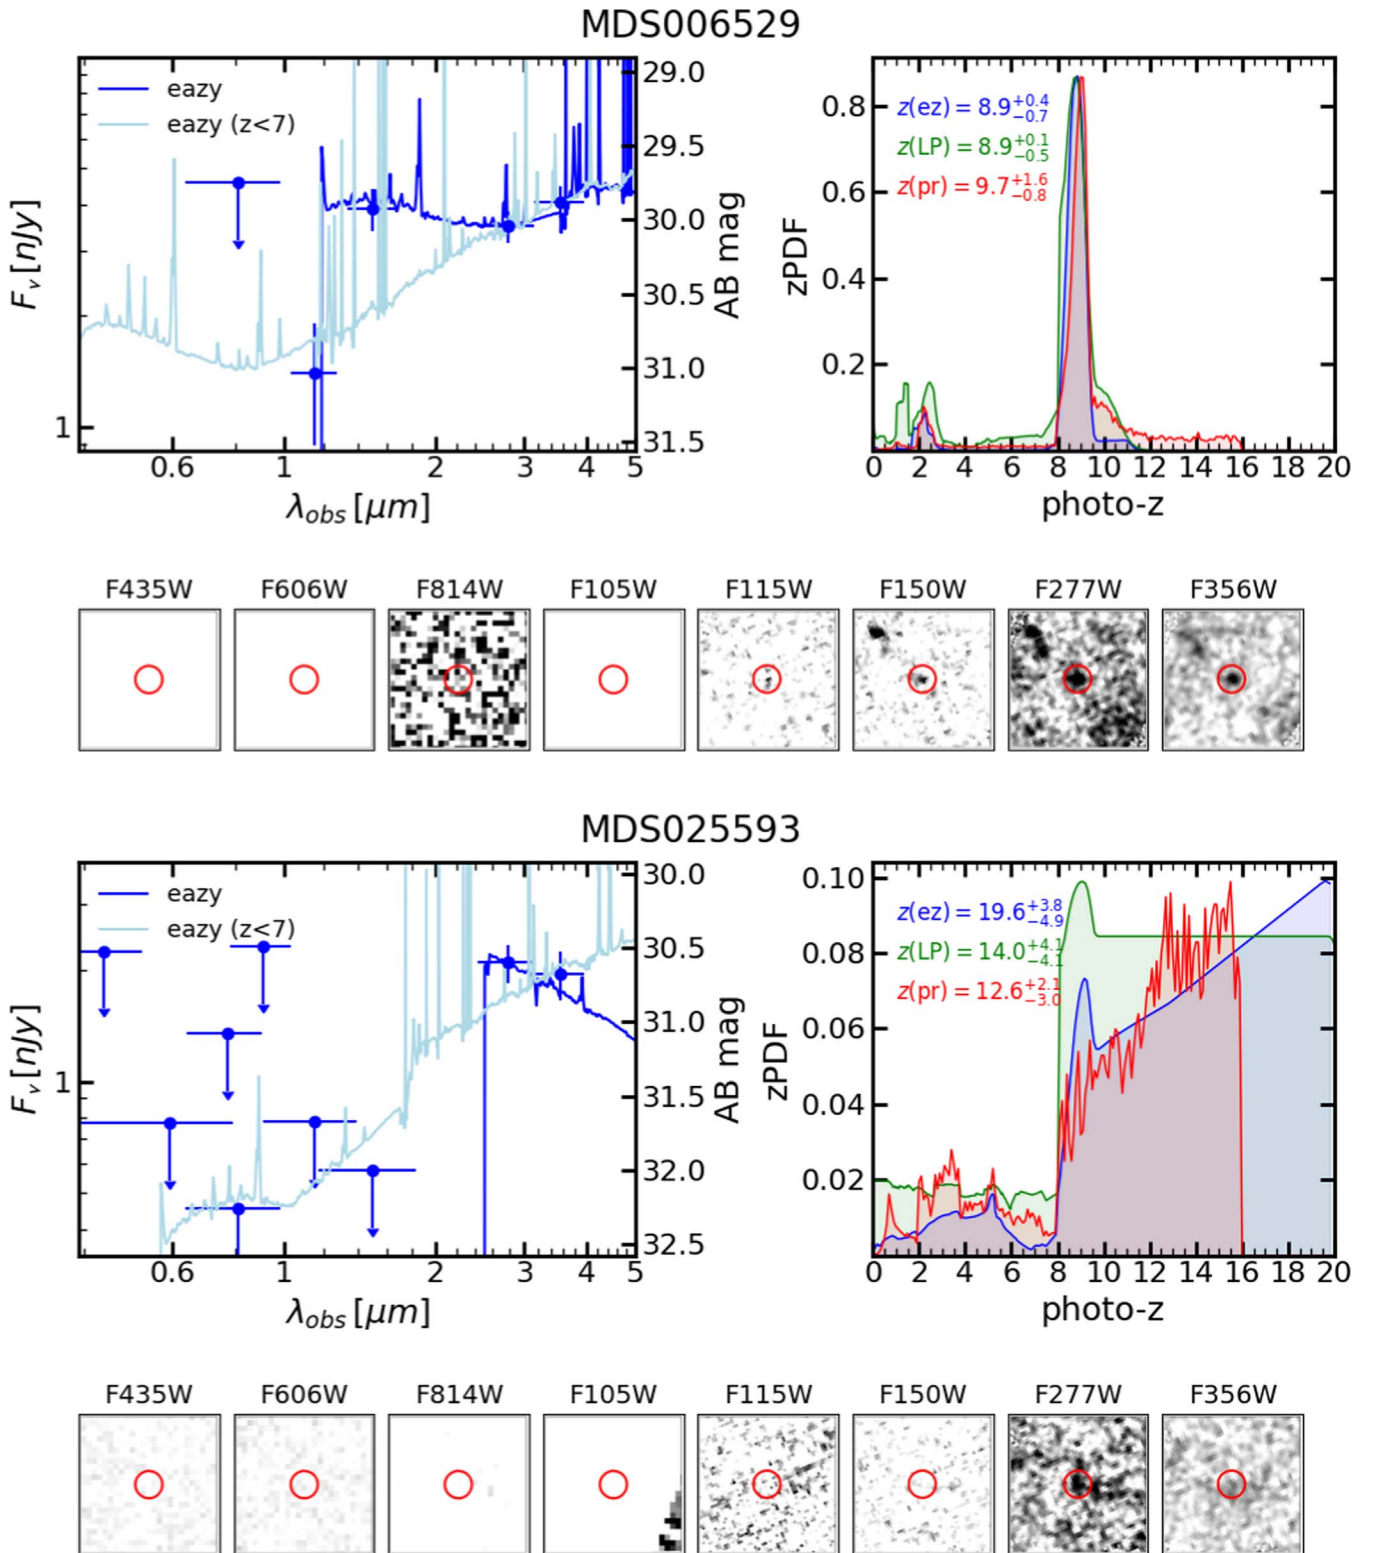 MDS006529
eazy
eazy (z<7)
F_ν [nJy]
1
0.6 1 2 3 4 5
λ_obs [μm]
29.0
29.5
30.0
30.5
31.0
31.5
AB mag
zPDF
0.8
0.6
0.4
0.2
z(ez) = 8.9 +0.4 −0.7
z(LP) = 8.9 +0.1 −0.5
z(pr) = 9.7 +1.6 −0.8
0 2 4 6 8 10 12 14 16 18 20
photo-z
F435W F606W F814W F105W F115W F150W F277W F356W
MDS025593
eazy
eazy (z<7)
F_ν [nJy]
1
0.6 1 2 3 4 5
λ_obs [μm]
30.0
30.5
31.0
31.5
32.0
32.5
AB mag
zPDF
0.10
0.08
0.06
0.04
0.02
z(ez) = 19.6 +3.8 −4.9
z(LP) = 14.0 +4.1 −4.1
z(pr) = 12.6 +2.1 −3.0
0 2 4 6 8 10 12 14 16 18 20
photo-z
F435W F606W F814W F105W F115W F150W F277W F356W